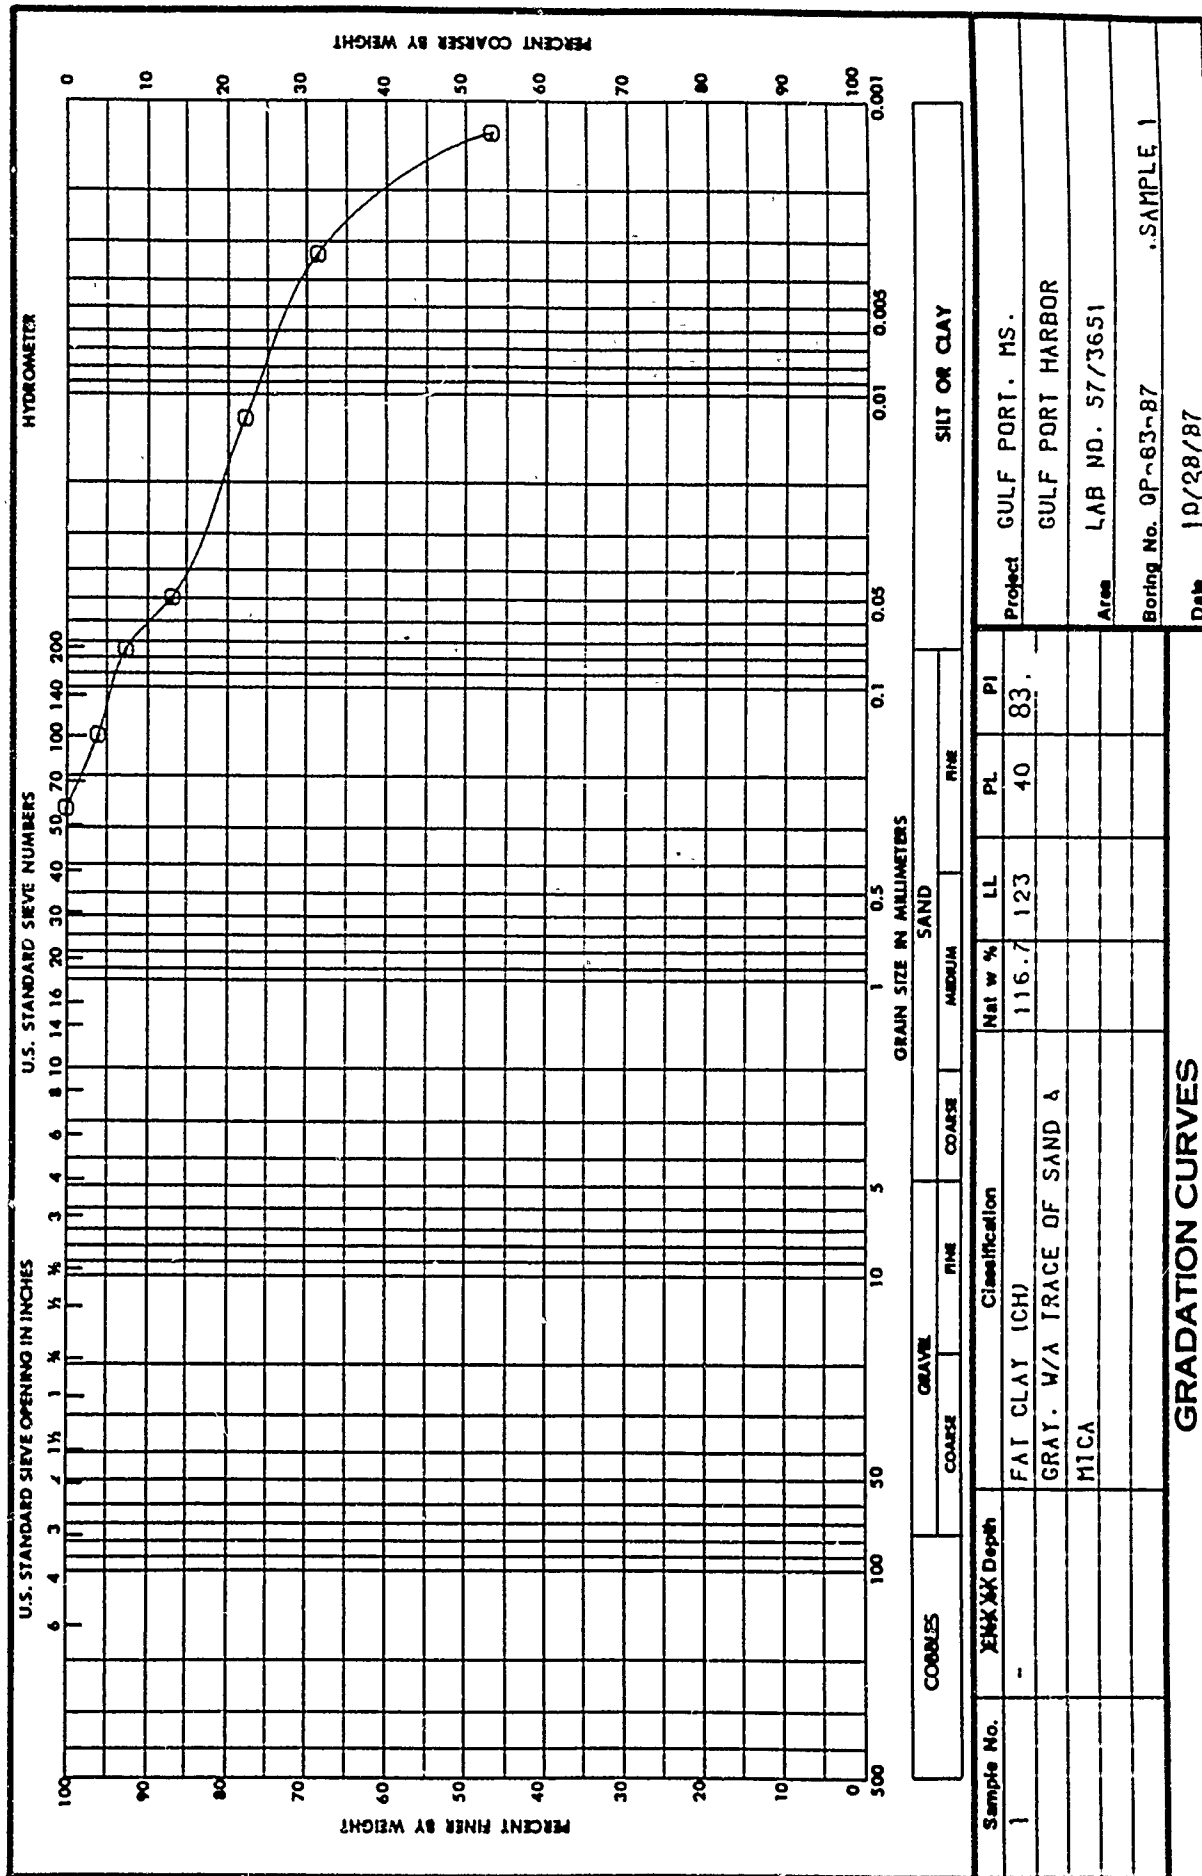 U.S. STANDARD SIEVE OPENING IN INCHES U.S. STANDARD SIEVE NUMBERS HYDROMETER
6 4 3 2 1½ 1 ¾ ½ ⅜ 3 4 6 8 10 14 16 20 30 40 50 70 100 140 200
PERCENT FINER BY WEIGHT
100
90
80
70
60
50
40
30
20
10
0
PERCENT COARSER BY WEIGHT
0
10
20
30
40
50
60
70
80
90
100
500 100 50 10 5 1 0.5 0.1 0.05 0.01 0.005 0.001
GRAIN SIZE IN MILLIMETERS
COBBLES GRAVEL SAND SILT OR CLAY
COARSE FINE COARSE MEDIUM FINE
Sample No. Depth Classification Nat w % LL PL PI
1 - FAT CLAY (CH) 116.7 123 40 83.
GRAY. W/A TRACE OF SAND &
MICA
Project GULF PORT. MS.
GULF PORT HARBOR
Area LAB NO. 57/3651
Boring No. QP-63-87 .SAMPLE 1
Date 10/28/87
GRADATION CURVES